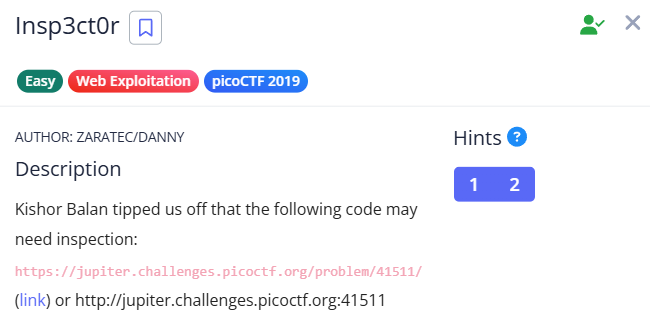 Insp3ct0r
Easy Web Exploitation picoCTF 2019
AUTHOR: ZARATEC/DANNY
Description
Kishor Balan tipped us off that the following code may
need inspection:
https://jupiter.challenges.picoctf.org/problem/41511/
(link) or http://jupiter.challenges.picoctf.org:41511
Hints ?
1 2